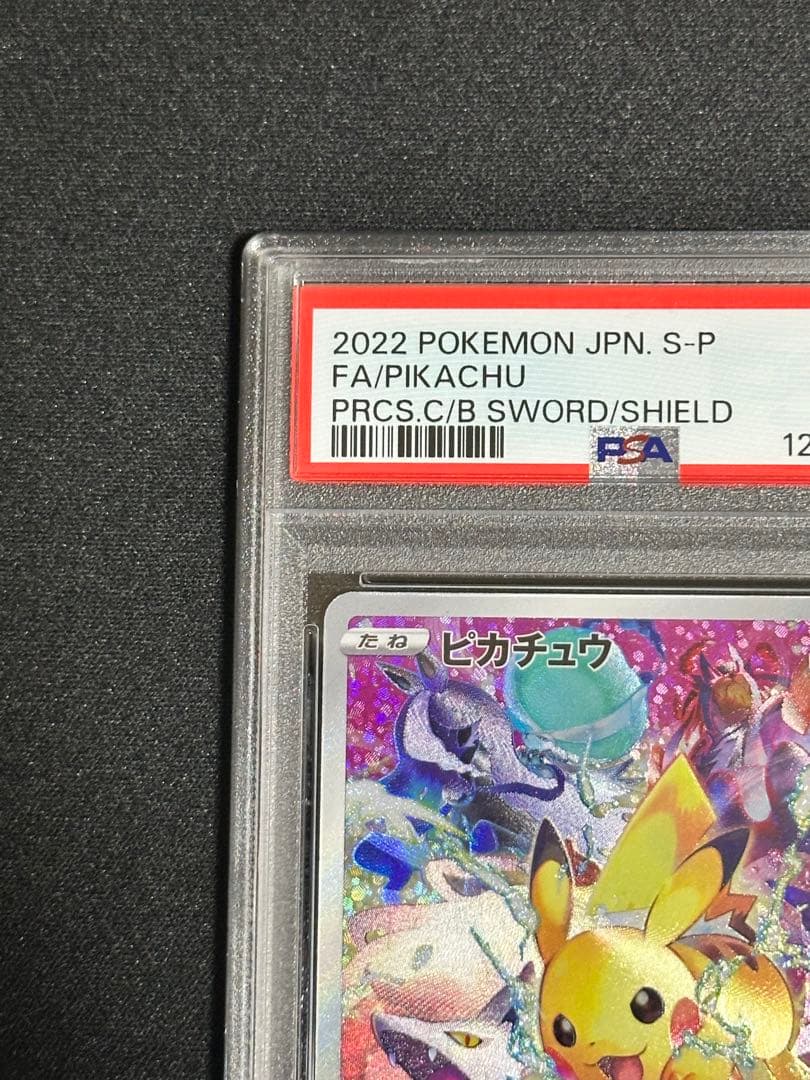 2022 POKEMON JPN. S-P
FA/PIKACHU
PRCS.C/B SWORD/SHIELD
PSA
12
たね ピカチュウ